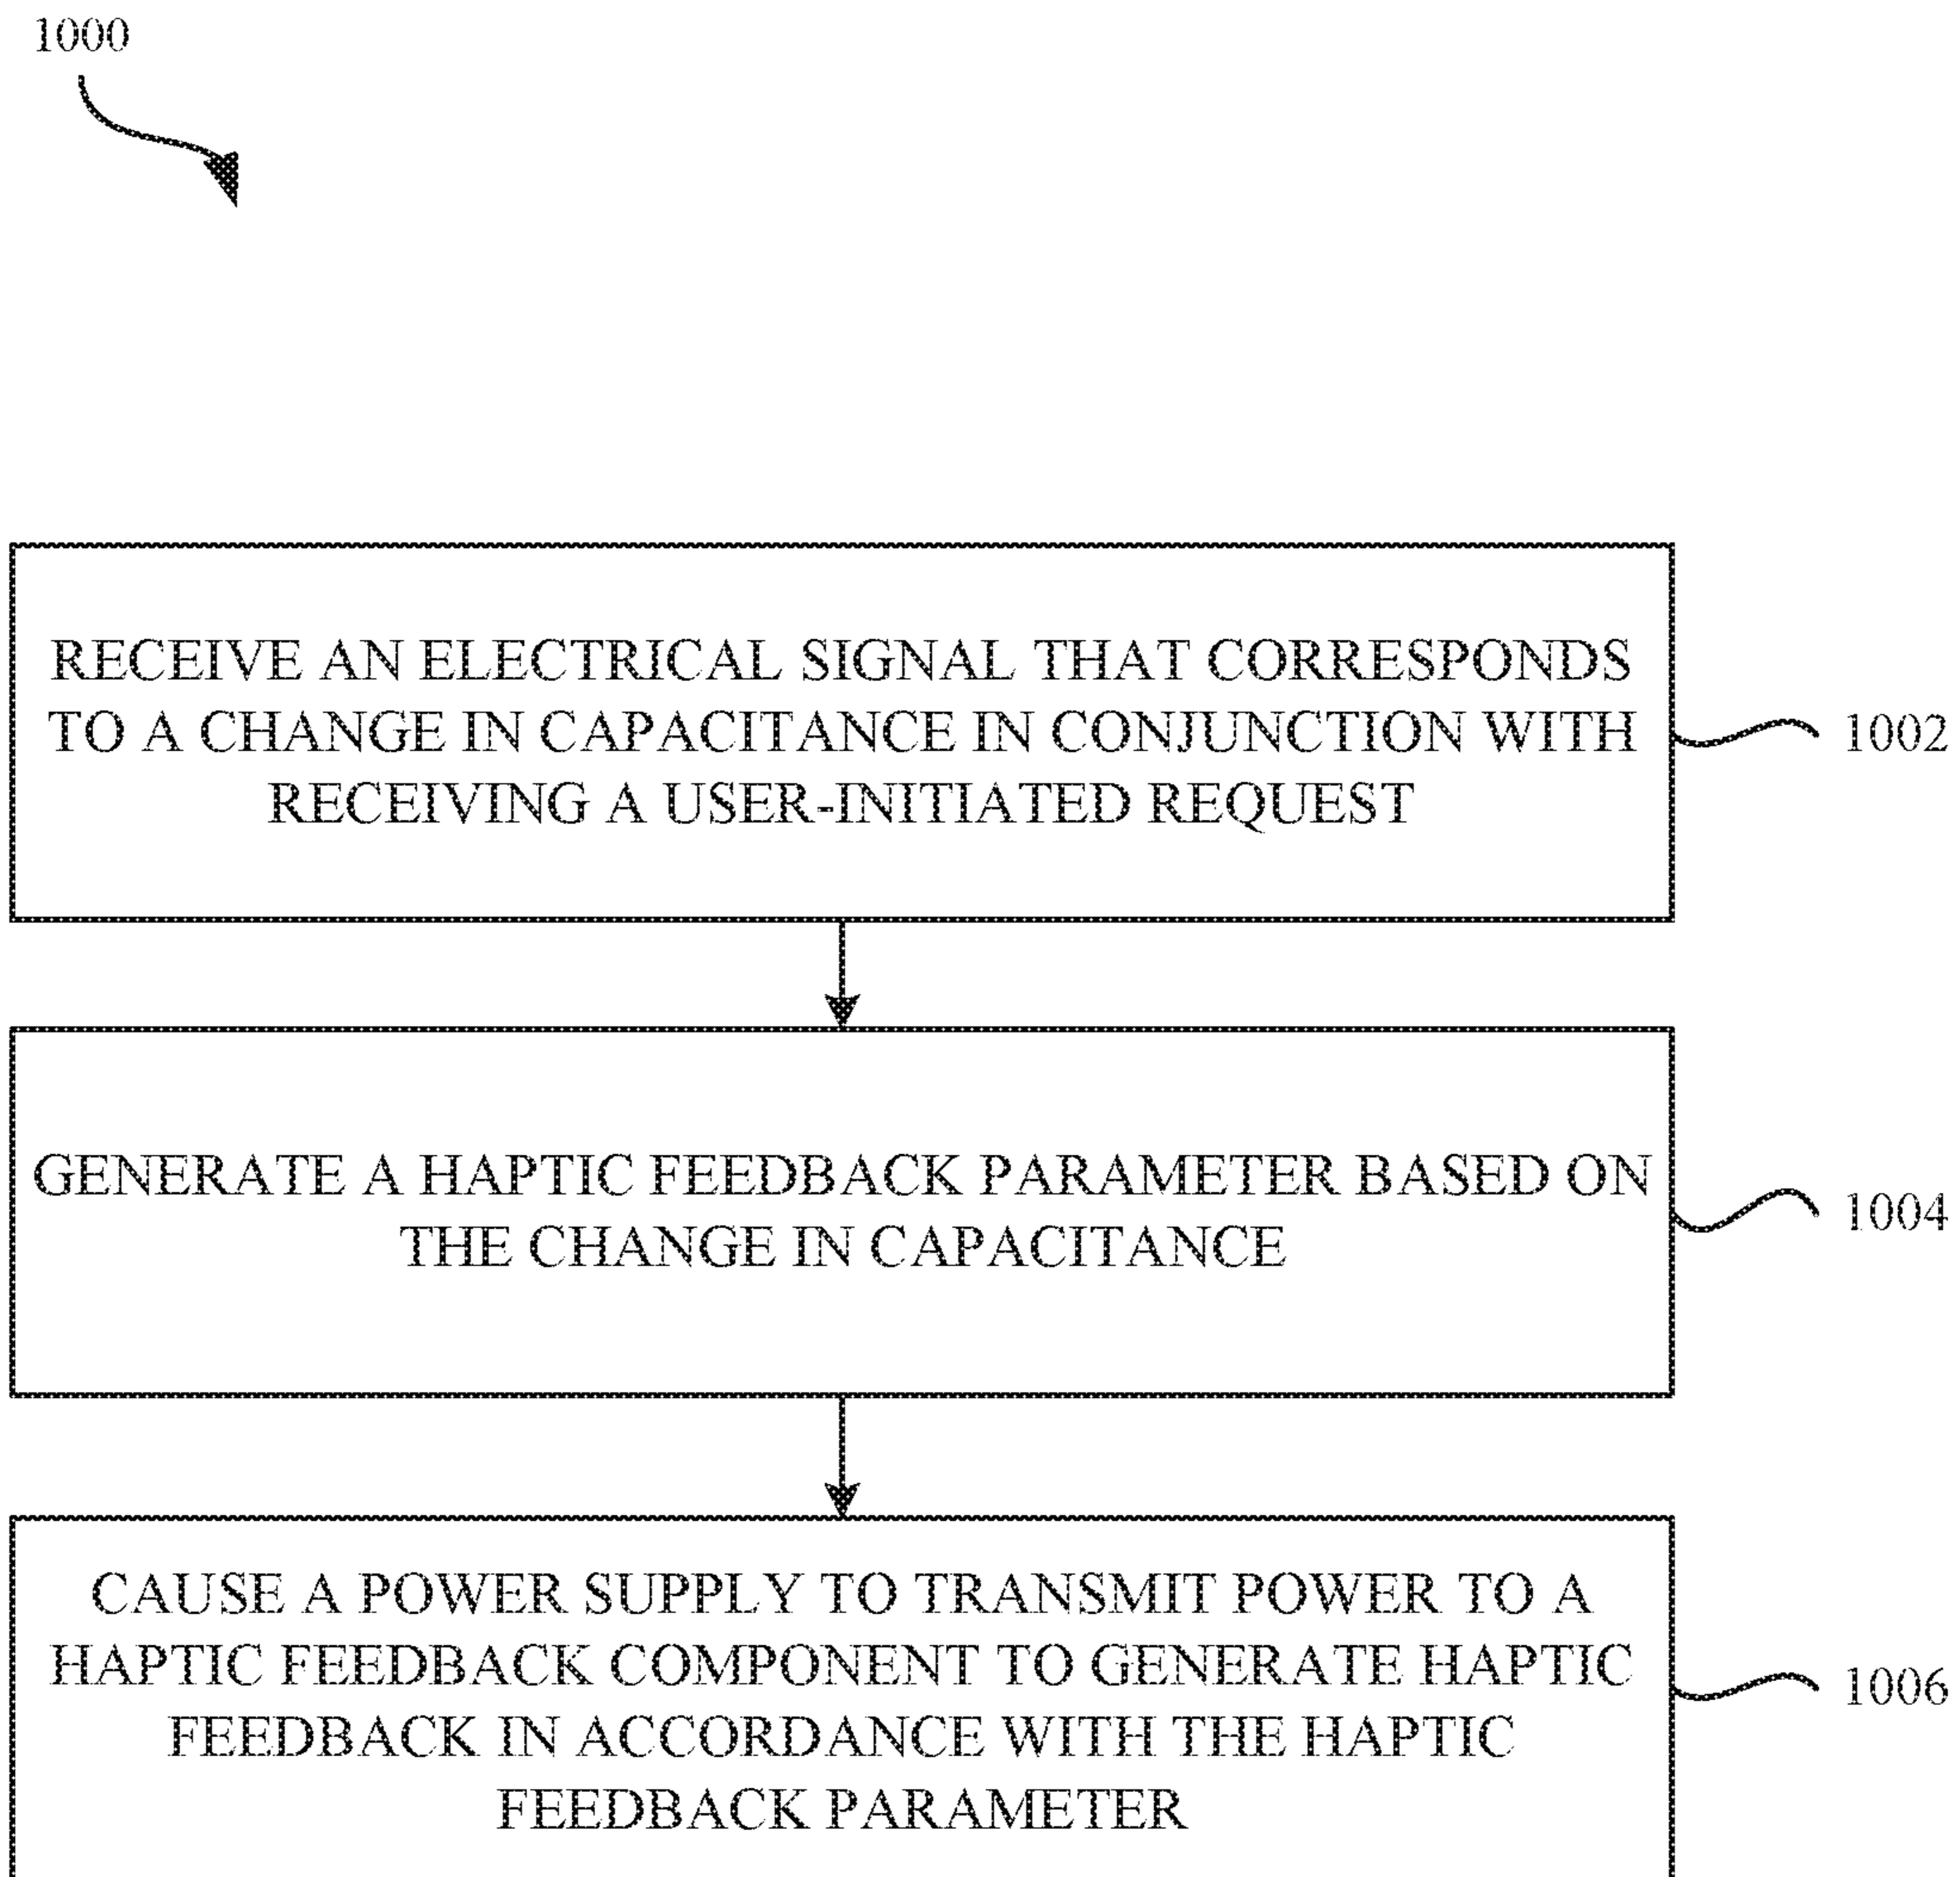 1000
RECEIVE AN ELECTRICAL SIGNAL THAT CORRESPONDS
TO A CHANGE IN CAPACITANCE IN CONJUNCTION WITH
RECEIVING A USER-INITIATED REQUEST
1002
GENERATE A HAPTIC FEEDBACK PARAMETER BASED ON
THE CHANGE IN CAPACITANCE
1004
CAUSE A POWER SUPPLY TO TRANSMIT POWER TO A
HAPTIC FEEDBACK COMPONENT TO GENERATE HAPTIC
FEEDBACK IN ACCORDANCE WITH THE HAPTIC
FEEDBACK PARAMETER
1006